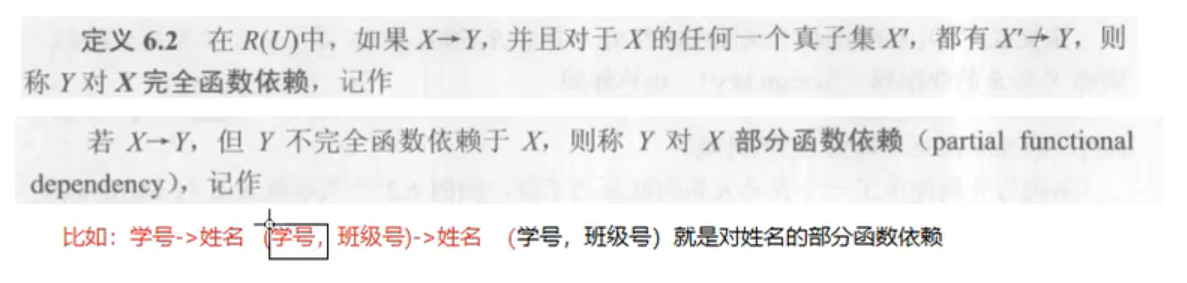 定义 6.2 在 R(U)中，如果 X→Y，并且对于 X 的任何一个真子集 X'，都有 X'↛Y，则
称 Y 对 X 完全函数依赖，记作
若 X→Y，但 Y 不完全函数依赖于 X，则称 Y 对 X 部分函数依赖（partial functional
dependency），记作
比如：学号->姓名 (学号，班级号)->姓名 (学号，班级号）就是对姓名的部分函数依赖